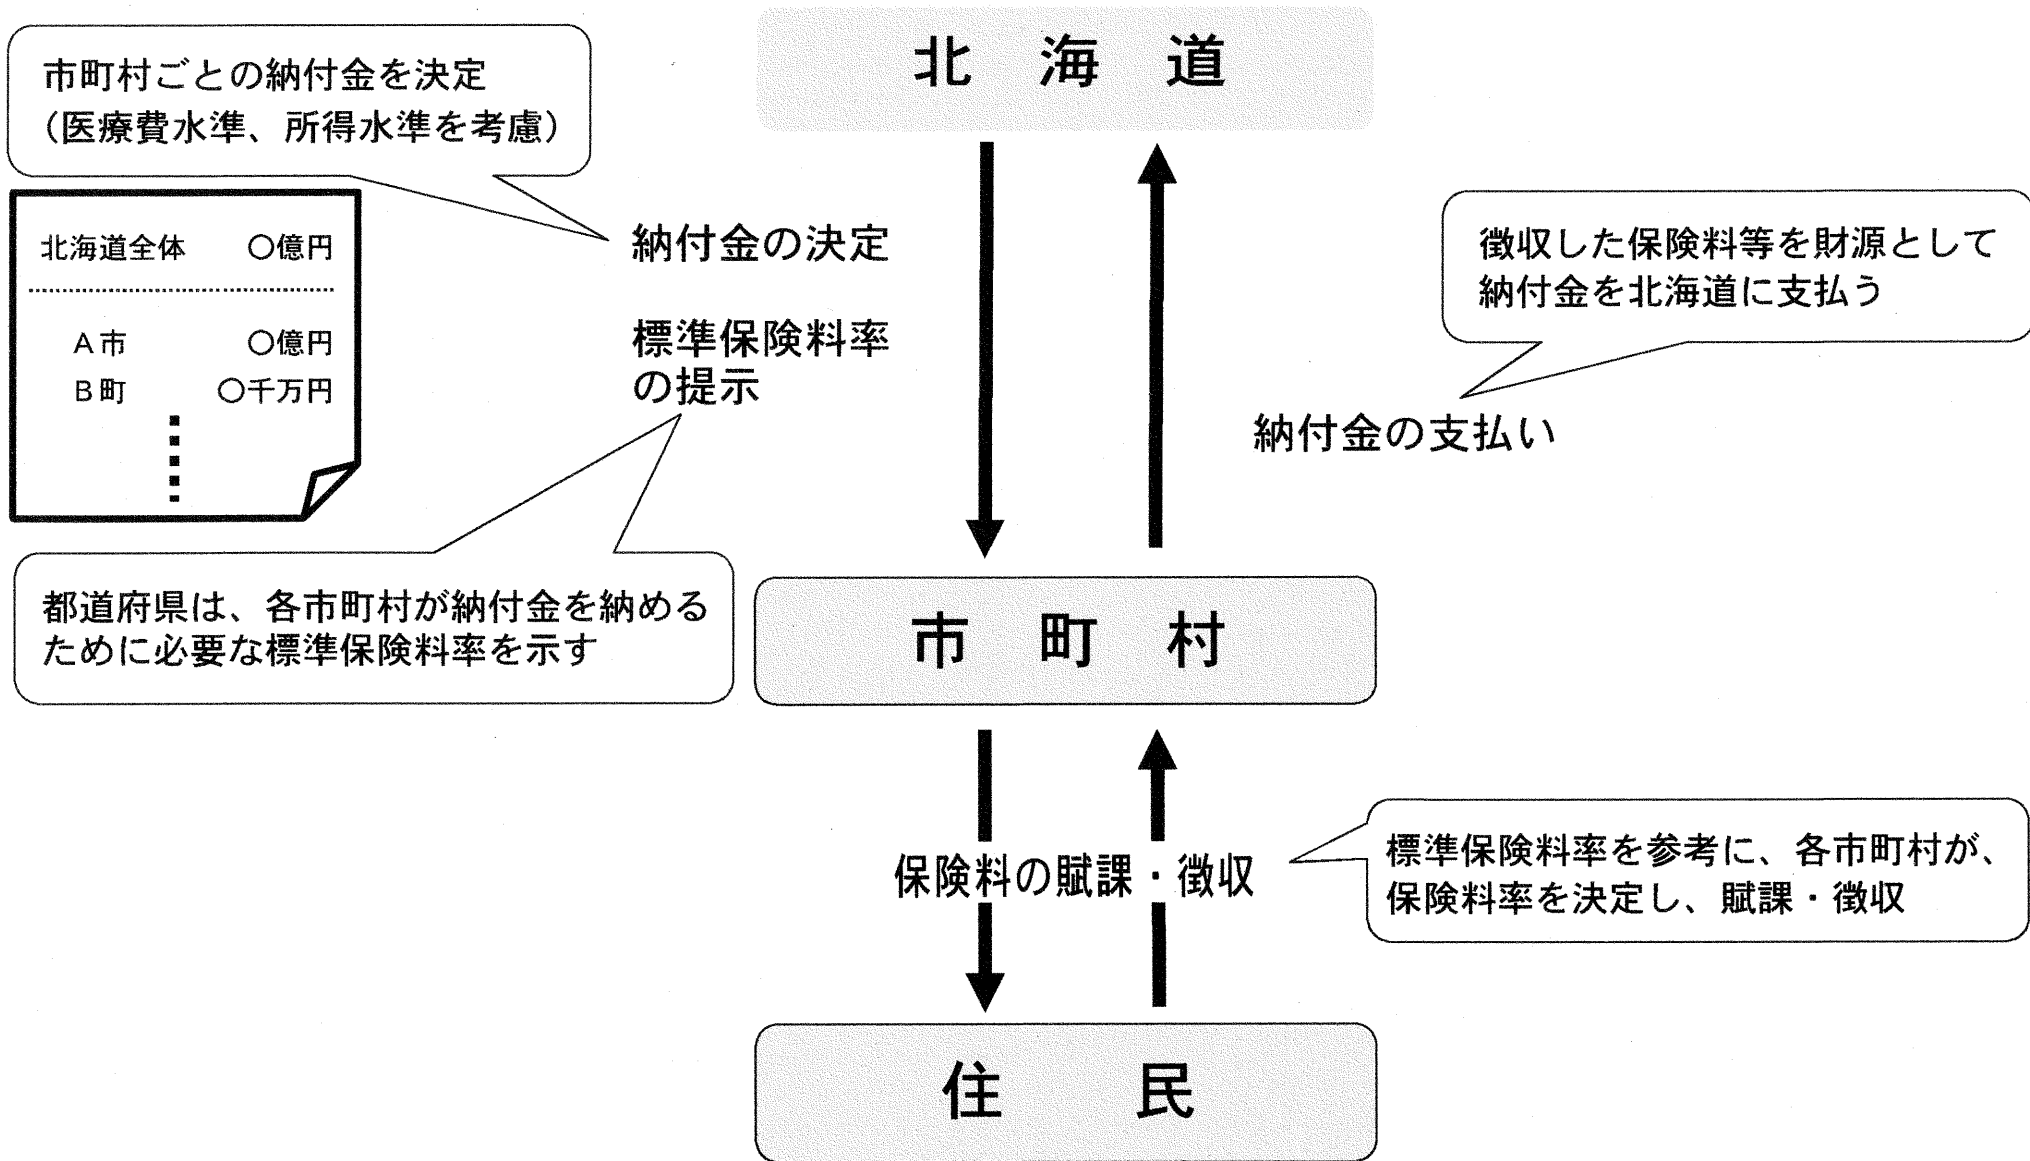 北海道
市町村ごとの納付金を決定
（医療費水準、所得水準を考慮）
北海道全体 〇億円
A市 〇億円
B町 〇千万円
納付金の決定
標準保険料率
の提示
徴収した保険料等を財源として
納付金を北海道に支払う
納付金の支払い
都道府県は、各市町村が納付金を納める
ために必要な標準保険料率を示す
市町村
保険料の賦課・徴収
標準保険料率を参考に、各市町村が、
保険料率を決定し、賦課・徴収
住民